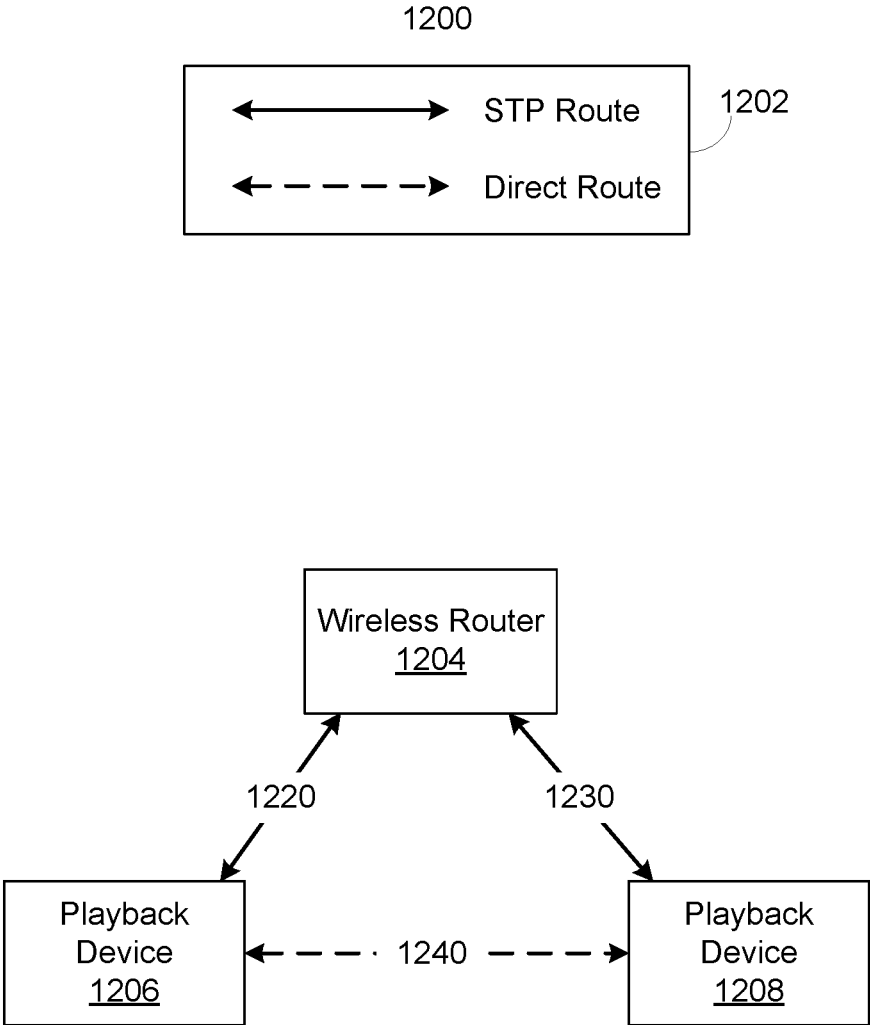 1200
1202
STP Route
Direct Route
Wireless Router
1204
1220
1230
Playback
Device
1206
1240
Playback
Device
1208